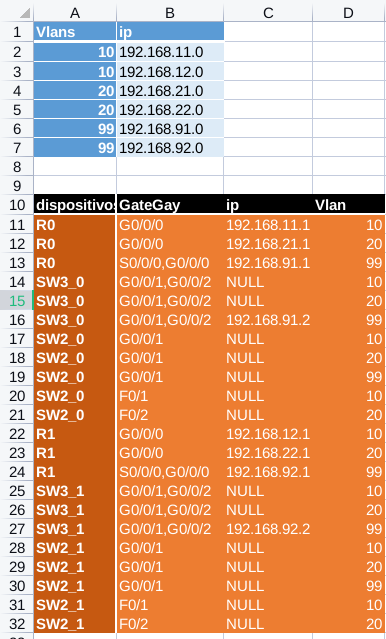 A B C D
1 Vlans ip
2 10 192.168.11.0
3 10 192.168.12.0
4 20 192.168.21.0
5 20 192.168.22.0
6 99 192.168.91.0
7 99 192.168.92.0
8
9
10 dispositivos GateGay ip Vlan
11 R0 G0/0/0 192.168.11.1 10
12 R0 G0/0/0 192.168.21.1 20
13 R0 S0/0/0,G0/0/0 192.168.91.1 99
14 SW3_0 G0/0/1,G0/0/2 NULL 10
15 SW3_0 G0/0/1,G0/0/2 NULL 20
16 SW3_0 G0/0/1,G0/0/2 192.168.91.2 99
17 SW2_0 G0/0/1 NULL 10
18 SW2_0 G0/0/1 NULL 20
19 SW2_0 G0/0/1 NULL 99
20 SW2_0 F0/1 NULL 10
21 SW2_0 F0/2 NULL 20
22 R1 G0/0/0 192.168.12.1 10
23 R1 G0/0/0 192.168.22.1 20
24 R1 S0/0/0,G0/0/0 192.168.92.1 99
25 SW3_1 G0/0/1,G0/0/2 NULL 10
26 SW3_1 G0/0/1,G0/0/2 NULL 20
27 SW3_1 G0/0/1,G0/0/2 192.168.92.2 99
28 SW2_1 G0/0/1 NULL 10
29 SW2_1 G0/0/1 NULL 20
30 SW2_1 G0/0/1 NULL 99
31 SW2_1 F0/1 NULL 10
32 SW2_1 F0/2 NULL 20